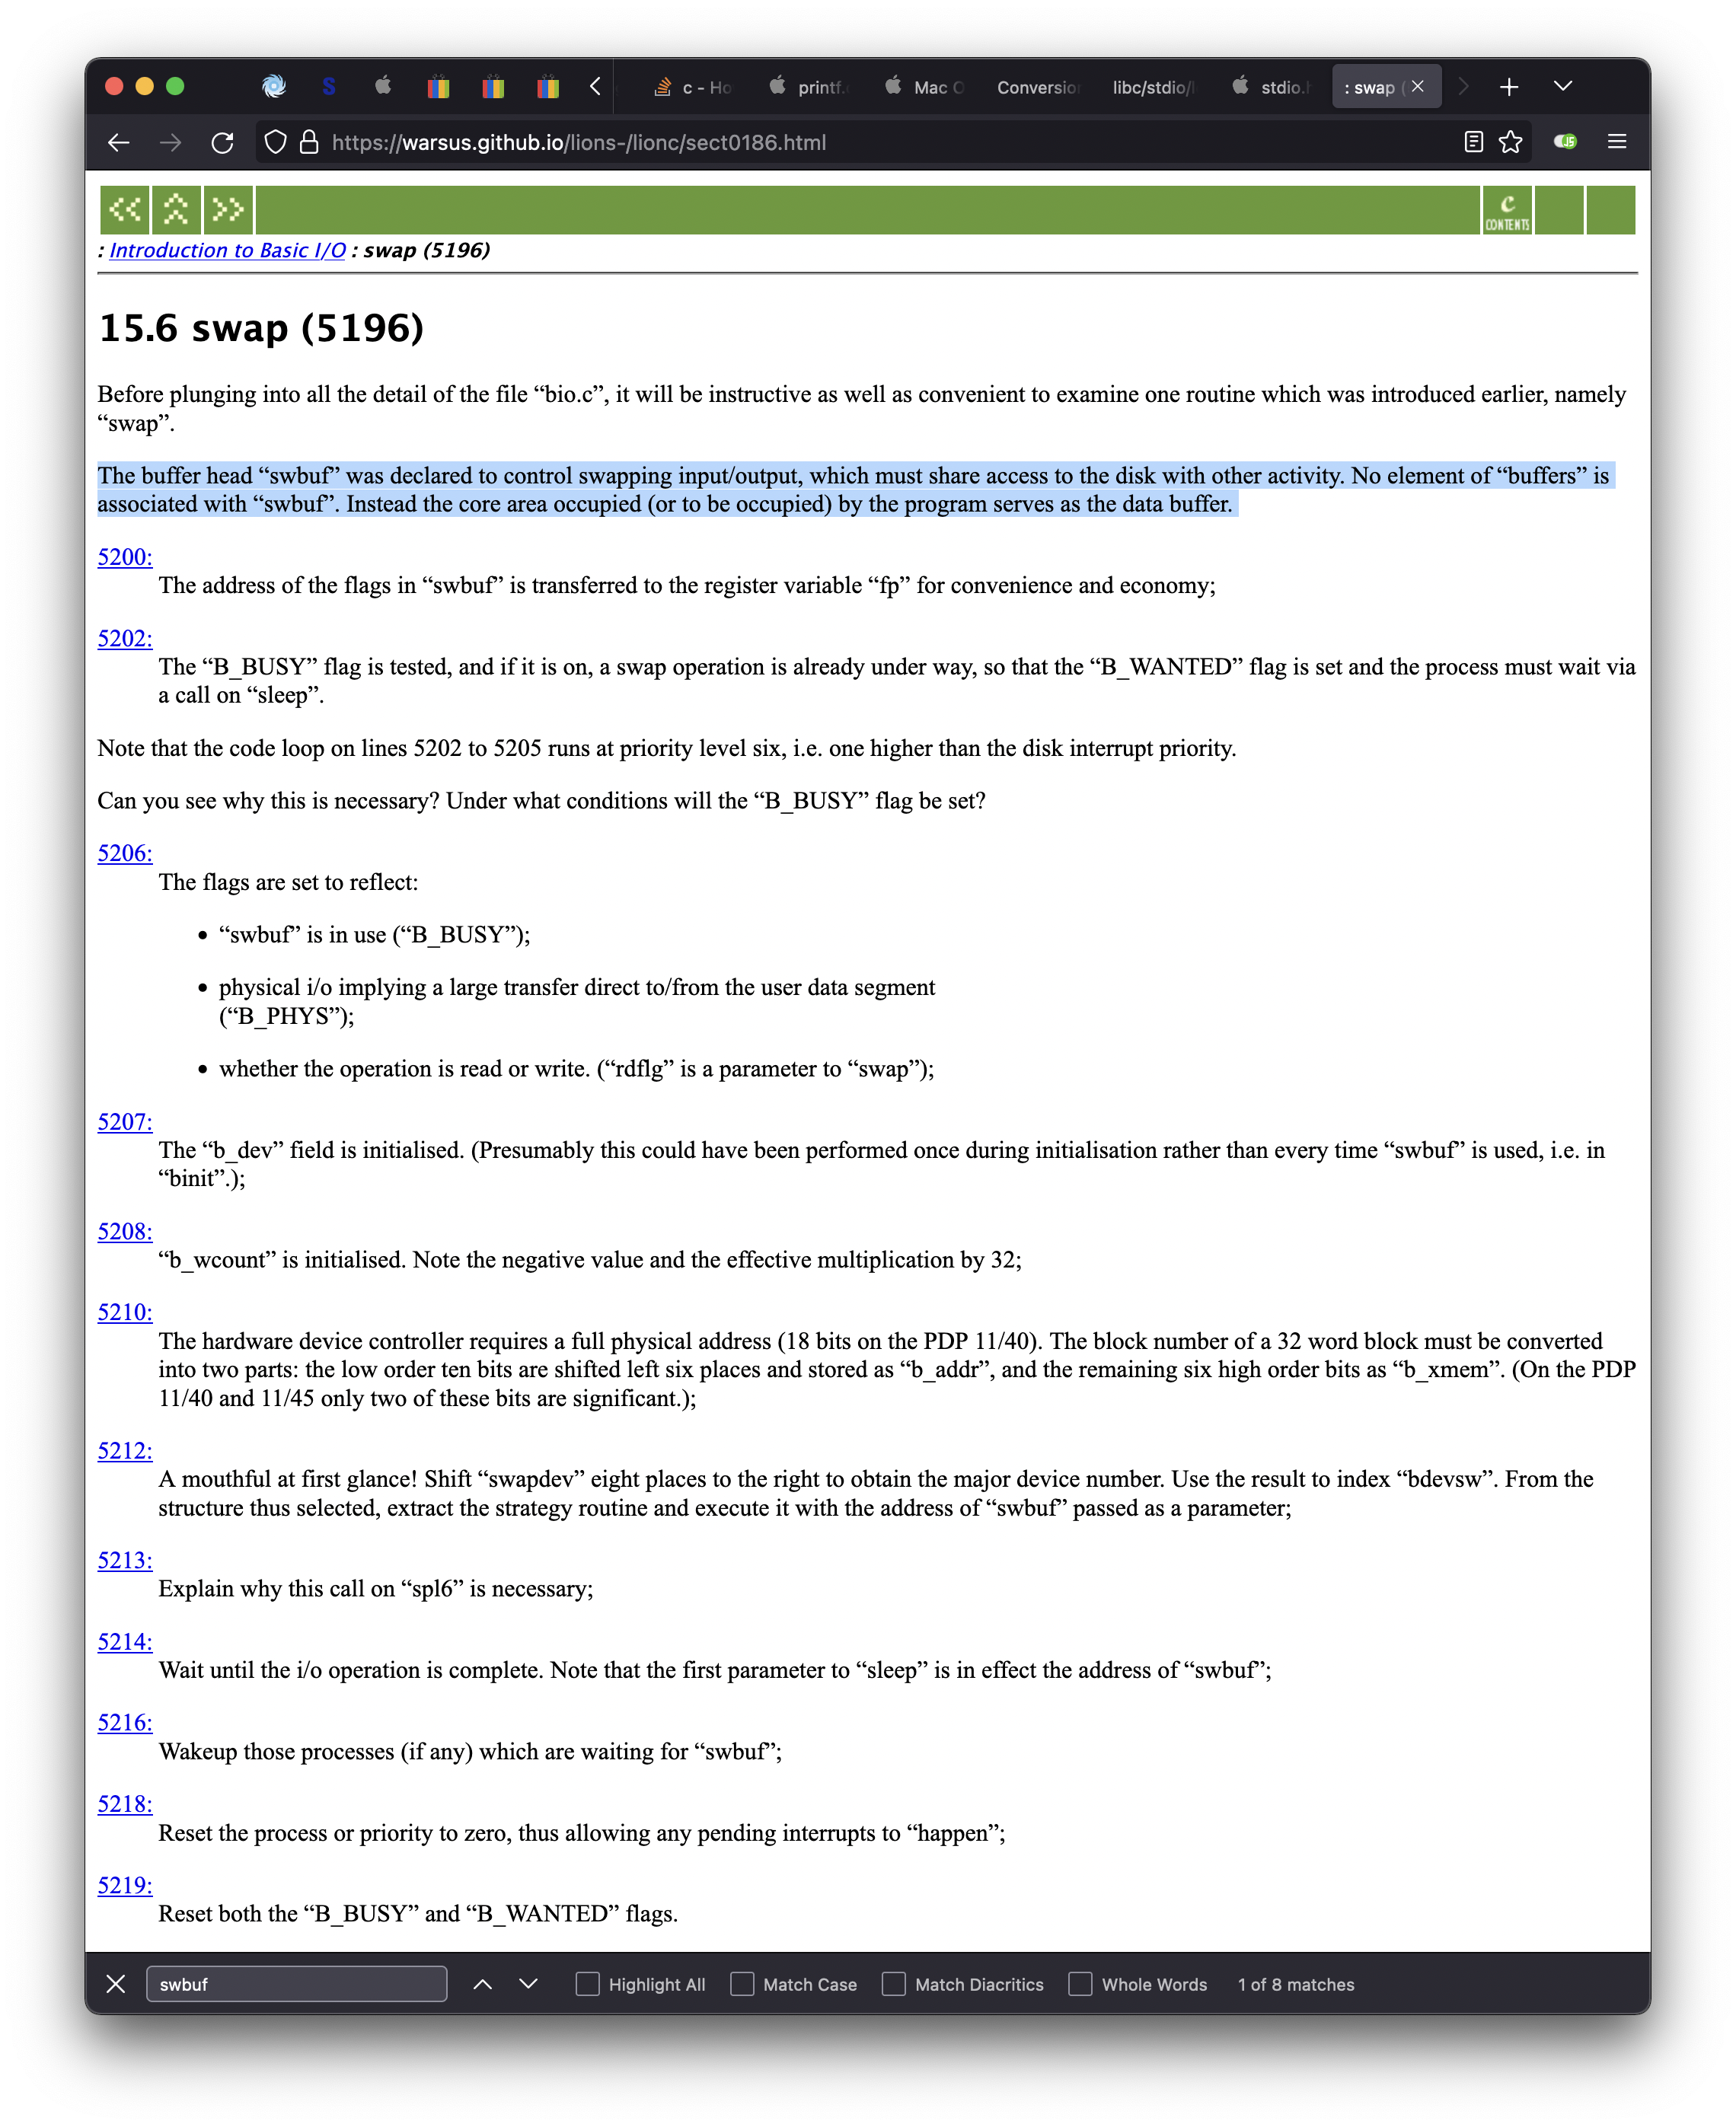 S
c - Ho
printf.
Mac O
Conversion
libc/stdio/
stdio.h
: swap (
https://warsus.github.io/lions-/lionc/sect0186.html
JS
<< >>
C
CONTENTS
: Introduction to Basic I/O : swap (5196)
15.6 swap (5196)
Before plunging into all the detail of the file “bio.c”, it will be instructive as well as convenient to examine one routine which was introduced earlier, namely
“swap”.
The buffer head “swbuf” was declared to control swapping input/output, which must share access to the disk with other activity. No element of “buffers” is
associated with “swbuf”. Instead the core area occupied (or to be occupied) by the program serves as the data buffer.
5200:
The address of the flags in “swbuf” is transferred to the register variable “fp” for convenience and economy;
5202:
The “B_BUSY” flag is tested, and if it is on, a swap operation is already under way, so that the “B_WANTED” flag is set and the process must wait via
a call on “sleep”.
Note that the code loop on lines 5202 to 5205 runs at priority level six, i.e. one higher than the disk interrupt priority.
Can you see why this is necessary? Under what conditions will the “B_BUSY” flag be set?
5206:
The flags are set to reflect:
• “swbuf” is in use (“B_BUSY”);
• physical i/o implying a large transfer direct to/from the user data segment
(“B_PHYS”);
• whether the operation is read or write. (“rdflg” is a parameter to “swap”);
5207:
The “b_dev” field is initialised. (Presumably this could have been performed once during initialisation rather than every time “swbuf” is used, i.e. in
“binit”.);
5208:
“b_wcount” is initialised. Note the negative value and the effective multiplication by 32;
5210:
The hardware device controller requires a full physical address (18 bits on the PDP 11/40). The block number of a 32 word block must be converted
into two parts: the low order ten bits are shifted left six places and stored as “b_addr”, and the remaining six high order bits as “b_xmem”. (On the PDP
11/40 and 11/45 only two of these bits are significant.);
5212:
A mouthful at first glance! Shift “swapdev” eight places to the right to obtain the major device number. Use the result to index “bdevsw”. From the
structure thus selected, extract the strategy routine and execute it with the address of “swbuf” passed as a parameter;
5213:
Explain why this call on “spl6” is necessary;
5214:
Wait until the i/o operation is complete. Note that the first parameter to “sleep” is in effect the address of “swbuf”;
5216:
Wakeup those processes (if any) which are waiting for “swbuf”;
5218:
Reset the process or priority to zero, thus allowing any pending interrupts to “happen”;
5219:
Reset both the “B_BUSY” and “B_WANTED” flags.
swbuf
Highlight All
Match Case
Match Diacritics
Whole Words
1 of 8 matches